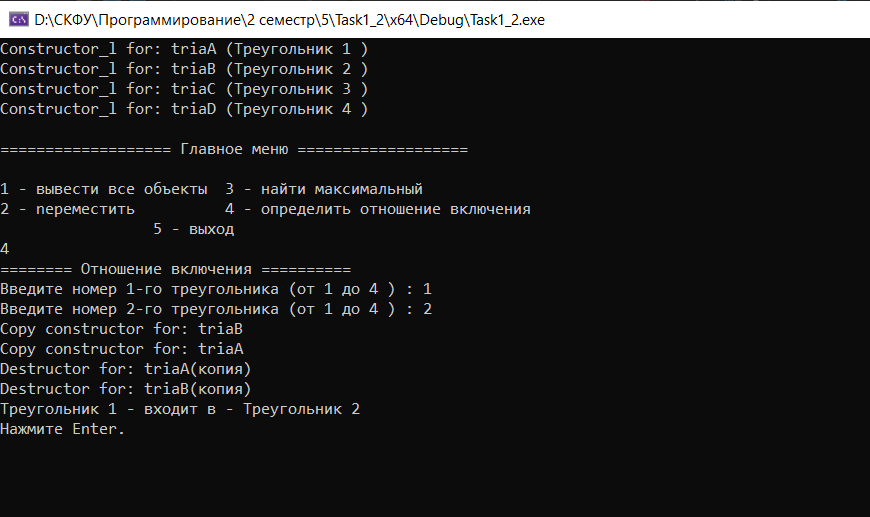 D:\СКФУ\Программирование\2 семестр\5\Task1_2\x64\Debug\Task1_2.exe
Constructor_l for: triaA (Треугольник 1 )
Constructor_l for: triaB (Треугольник 2 )
Constructor_l for: triaC (Треугольник 3 )
Constructor_l for: triaD (Треугольник 4 )
=================== Главное меню ===================
1 - вывести все объекты  3 - найти максимальный
2 - переместить          4 - определить отношение включения
                 5 - выход
4
======== Отношение включения ==========
Введите номер 1-го треугольника (от 1 до 4 ) : 1
Введите номер 2-го треугольника (от 1 до 4 ) : 2
Copy constructor for: triaB
Copy constructor for: triaA
Destructor for: triaA(копия)
Destructor for: triaB(копия)
Треугольник 1 - входит в - Треугольник 2
Нажмите Enter.